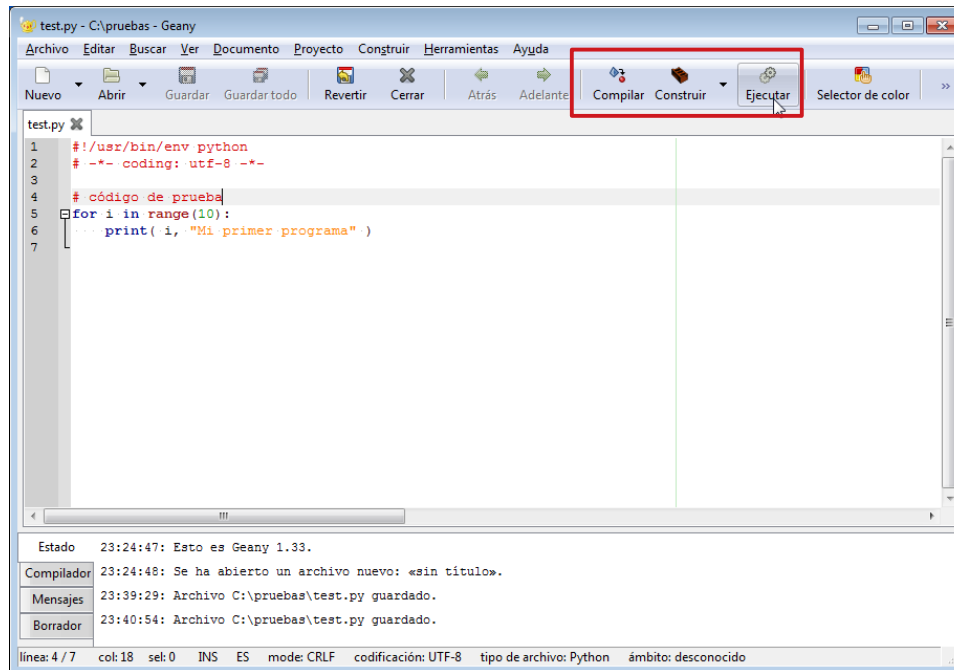 test.py - C:\pruebas - Geany
Archivo Editar Buscar Ver Documento Proyecto Construir Herramientas Ayuda
Nuevo Abrir Guardar Guardar todo Revertir Cerrar Atrás Adelante Compilar Construir Ejecutar Selector de color »
test.py
1 #!/usr/bin/env python
2 # -*- coding: utf-8 -*-
3
4 # código de prueba
5 for i in range(10):
6 print( i, "Mi primer programa" )
7
Estado 23:24:47: Esto es Geany 1.33.
Compilador 23:24:48: Se ha abierto un archivo nuevo: «sin título».
Mensajes 23:39:29: Archivo C:\pruebas\test.py guardado.
Borrador 23:40:54: Archivo C:\pruebas\test.py guardado.
línea: 4 / 7 col: 18 sel: 0 INS ES mode: CRLF codificación: UTF-8 tipo de archivo: Python ámbito: desconocido